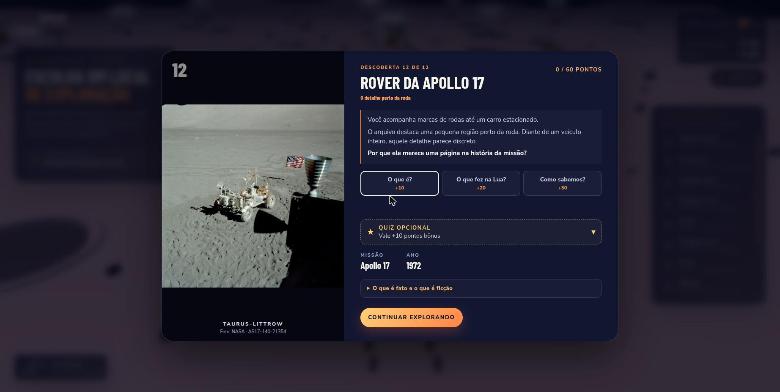 12
TAURUS-LITTROW
DESCOBERTA 12 DE 12
0 / 60 PONTOS
ROVER DA APOLLO 17
O detalhe perto da roda
Você acompanha marcas de rodas até um carro estacionado.
O arquivo destaca uma pequena região perto da roda. Diante de um veículo
inteiro, aquele detalhe parece discreto.
Por que ele merece uma página na história da missão?
O que é?
+10
O que fez na Lua?
+20
Como sabemos?
+30
★ QUIZ OPCIONAL
Vale +10 pontos bônus
▼
MISSÃO
Apollo 17
ANO
1972
▸ O que é fato e o que é ficção
CONTINUAR EXPLORANDO